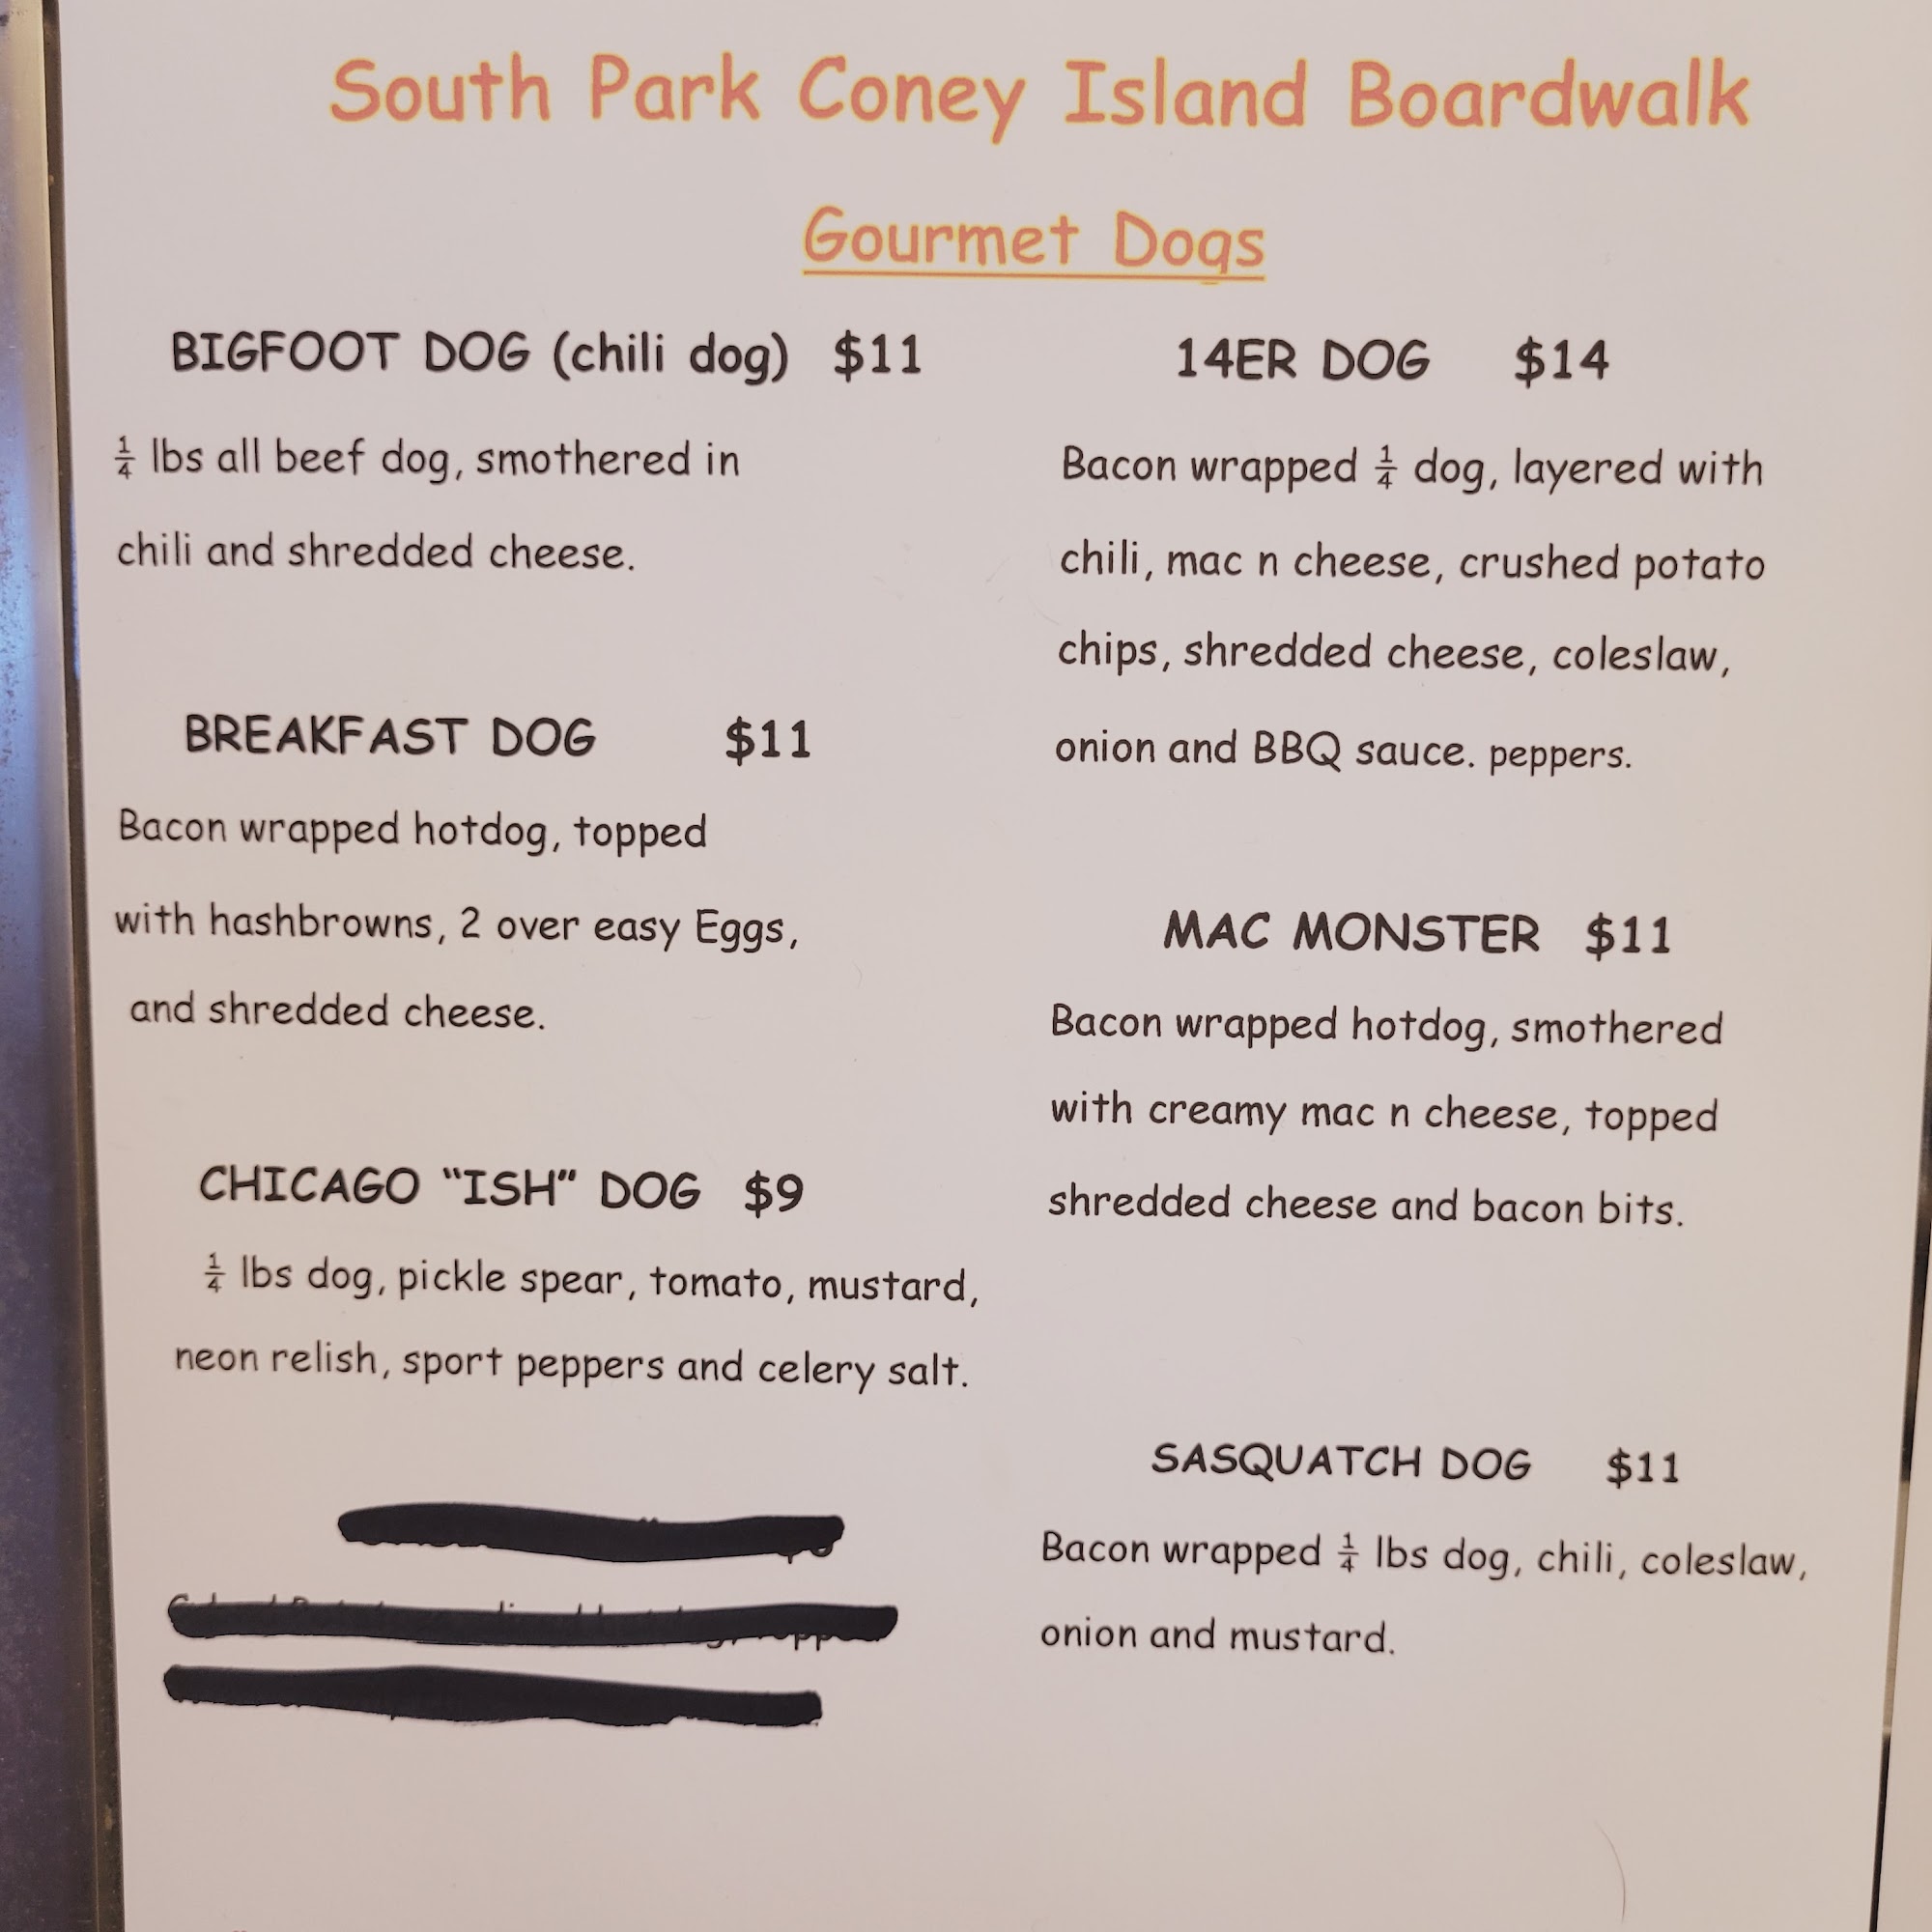 South Park Coney Island Boardwalk
Gourmet Dogs
BIGFOOT DOG (chili dog) $11
¼ lbs all beef dog, smothered in
chili and shredded cheese.
BREAKFAST DOG $11
Bacon wrapped hotdog, topped
with hashbrowns, 2 over easy Eggs,
and shredded cheese.
CHICAGO “ISH” DOG $9
¼ lbs dog, pickle spear, tomato, mustard,
neon relish, sport peppers and celery salt.
14ER DOG $14
Bacon wrapped ¼ dog, layered with
chili, mac n cheese, crushed potato
chips, shredded cheese, coleslaw,
onion and BBQ sauce. peppers.
MAC MONSTER $11
Bacon wrapped hotdog, smothered
with creamy mac n cheese, topped
shredded cheese and bacon bits.
SASQUATCH DOG $11
Bacon wrapped ¼ lbs dog, chili, coleslaw,
onion and mustard.